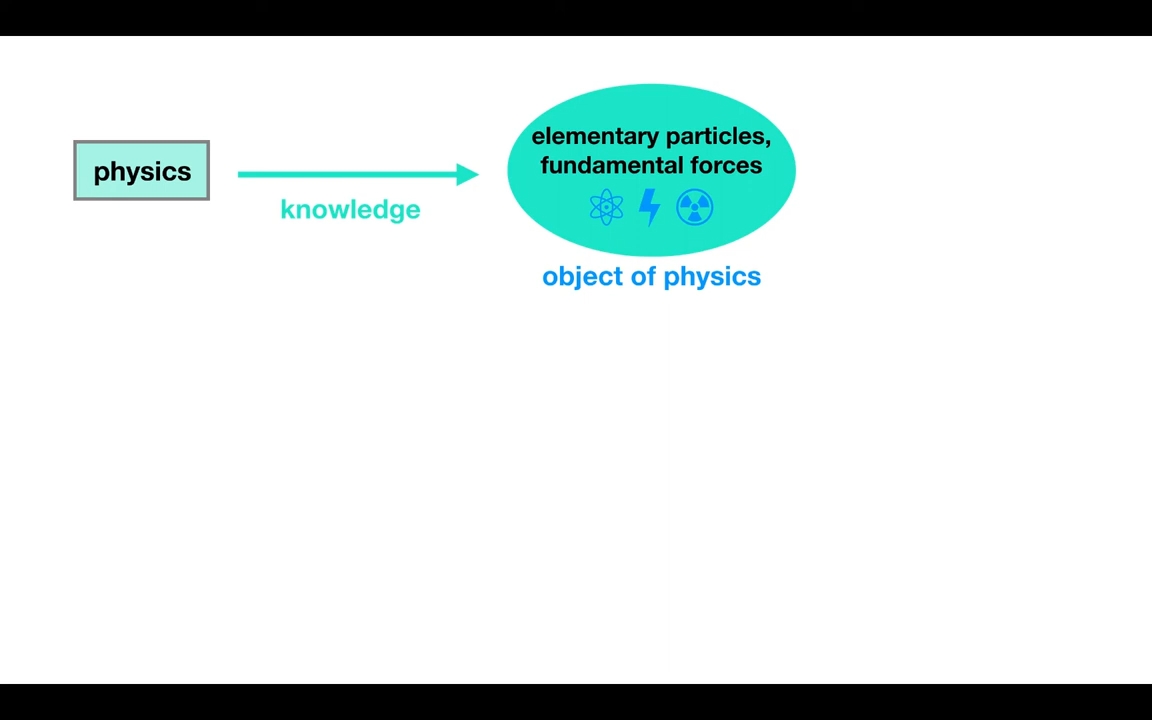 physics
knowledge
elementary particles,
fundamental forces
object of physics